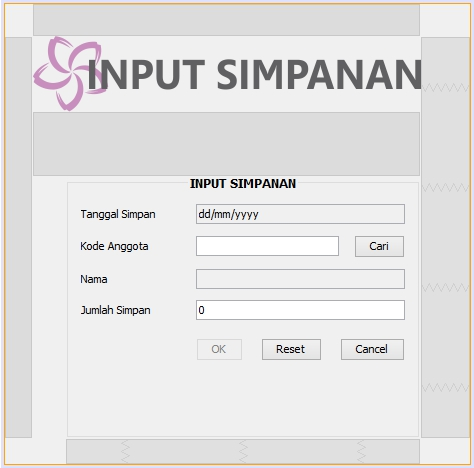 INPUT SIMPANAN
INPUT SIMPANAN
Tanggal Simpan dd/mm/yyyy
Kode Anggota Cari
Nama
Jumlah Simpan 0
OK Reset Cancel